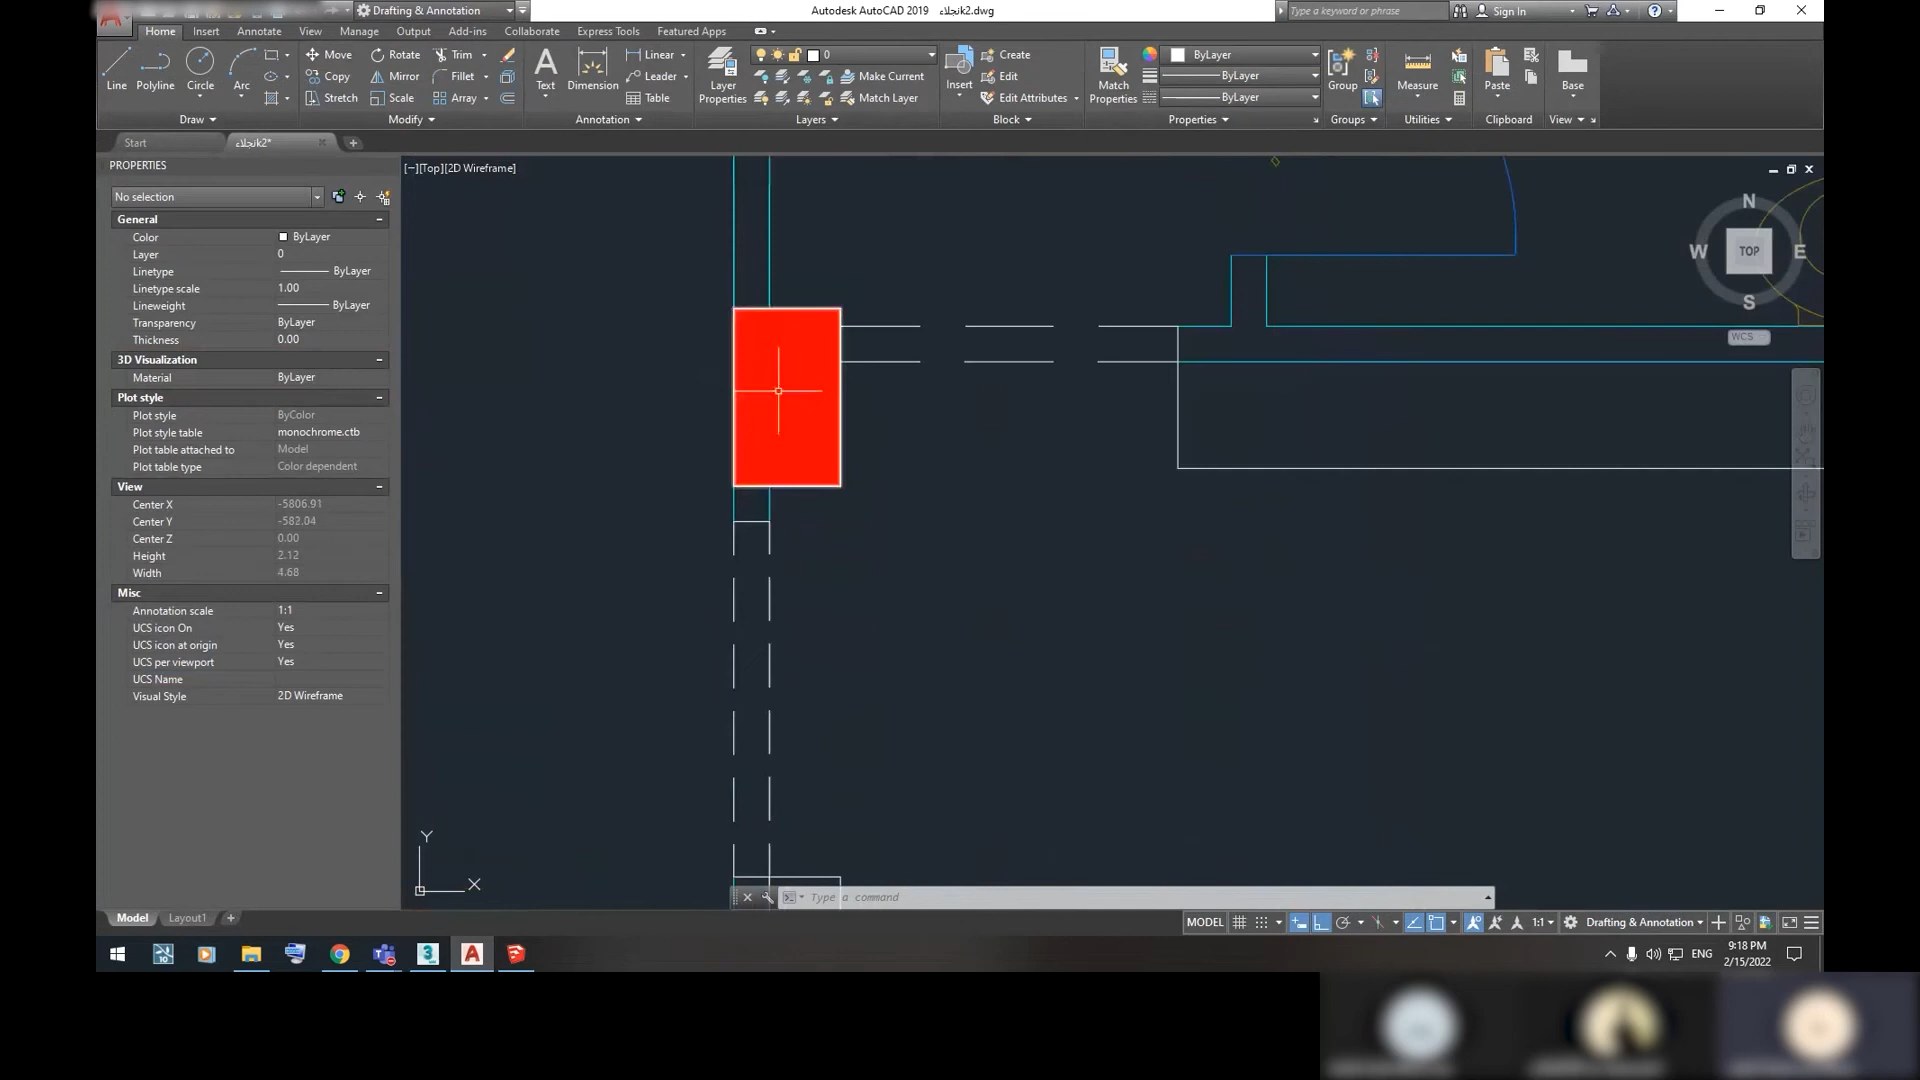 Drafting & Annotation
Autodesk AutoCAD 2019 نجلاءk2.dwg
Type a keyword or phrase
Sign In
Home Insert Annotate View Manage Output Add-ins Collaborate Express Tools Featured Apps
Line Polyline Circle Arc
Move Rotate Trim
Copy Mirror Fillet
Stretch Scale Array
Text Dimension
Linear
Leader
Table
Layer Properties
0
Make Current
Match Layer
Insert
Create
Edit
Edit Attributes
Match Properties
ByLayer
ByLayer
ByLayer
Group
Measure
Paste
Base
Draw Modify Annotation Layers Block Properties Groups Utilities Clipboard View
Start نجلاءk2*
PROPERTIES
No selection
General
Color ByLayer
Layer 0
Linetype ByLayer
Linetype scale 1.00
Lineweight ByLayer
Transparency ByLayer
Thickness 0.00
3D Visualization
Material ByLayer
Plot style
Plot style ByColor
Plot style table monochrome.ctb
Plot table attached to Model
Plot table type Color dependent
View
Center X -5806.91
Center Y -582.04
Center Z 0.00
Height 2.12
Width 4.68
Misc
Annotation scale 1:1
UCS icon On Yes
UCS icon at origin Yes
UCS per viewport Yes
UCS Name
Visual Style 2D Wireframe
[−][Top][2D Wireframe]
N
W TOP E
S
WCS
Y
X
Type a command
Model Layout1
MODEL 1:1 Drafting & Annotation
ENG
9:18 PM
2/15/2022